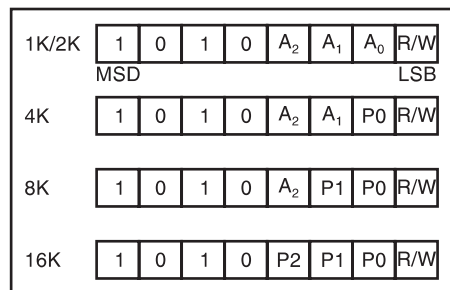 1K/2K 1 0 1 0 A₂ A₁ A₀ R/W
MSD LSB
4K 1 0 1 0 A₂ A₁ P0 R/W
8K 1 0 1 0 A₂ P1 P0 R/W
16K 1 0 1 0 P2 P1 P0 R/W